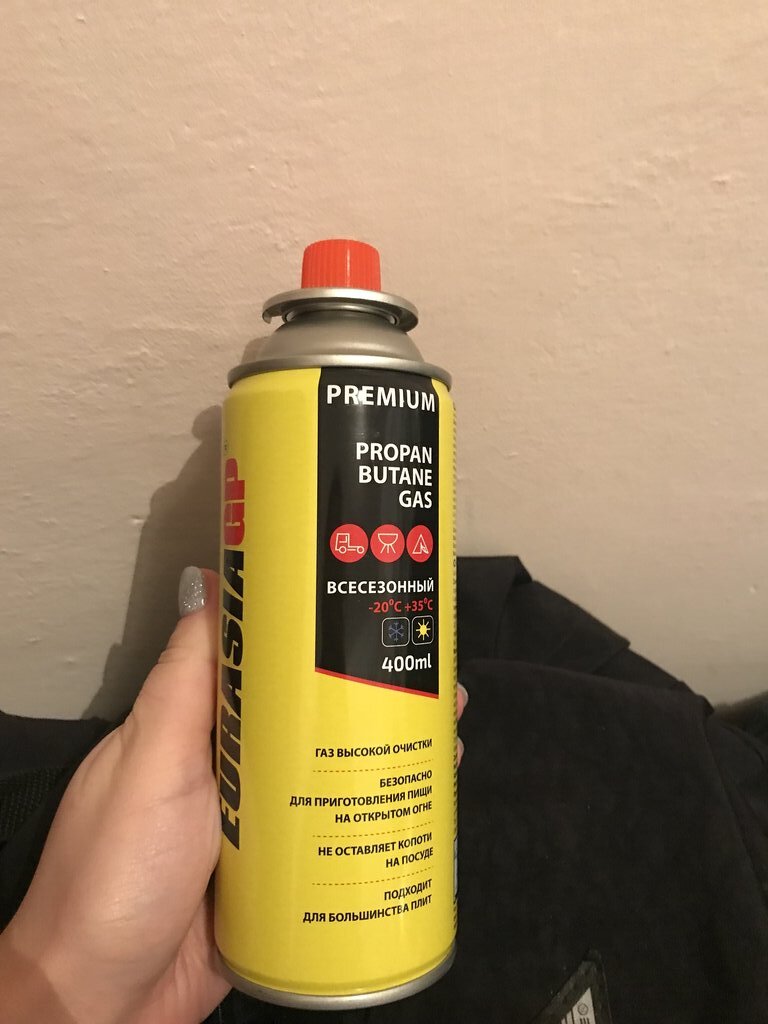 PREMIUM
PROPAN
BUTANE
GAS
ВСЕСЕЗОННЫЙ
-20°C +35°C
400ml
EURASIA GP
ГАЗ ВЫСОКОЙ ОЧИСТКИ
БЕЗОПАСНО
ДЛЯ ПРИГОТОВЛЕНИЯ ПИЩИ
НА ОТКРЫТОМ ОГНЕ
НЕ ОСТАВЛЯЕТ КОПОТИ
НА ПОСУДЕ
ПОДХОДИТ
ДЛЯ БОЛЬШИНСТВА ПЛИТ